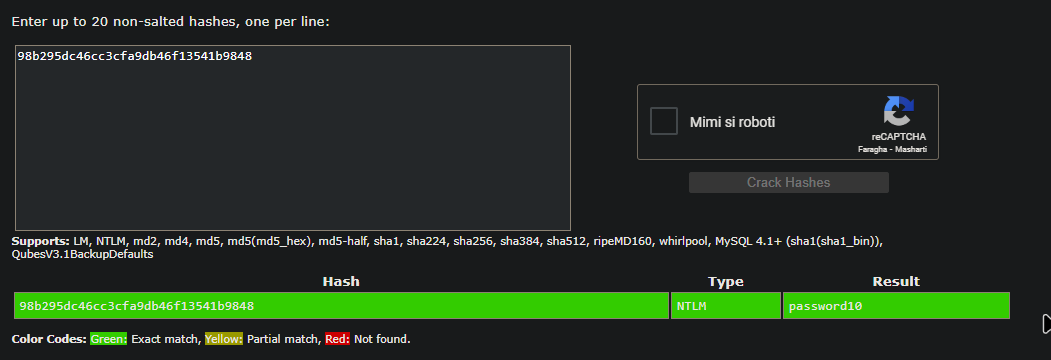 Enter up to 20 non-salted hashes, one per line:
98b295dc46cc3cfa9db46f13541b9848
Mimi si roboti
reCAPTCHA
Faragha - Masharti
Crack Hashes
Supports: LM, NTLM, md2, md4, md5, md5(md5_hex), md5-half, sha1, sha224, sha256, sha384, sha512, ripeMD160, whirlpool, MySQL 4.1+ (sha1(sha1_bin)),
QubesV3.1BackupDefaults
Hash Type Result
98b295dc46cc3cfa9db46f13541b9848 NTLM password10
Color Codes: Green: Exact match, Yellow: Partial match, Red: Not found.